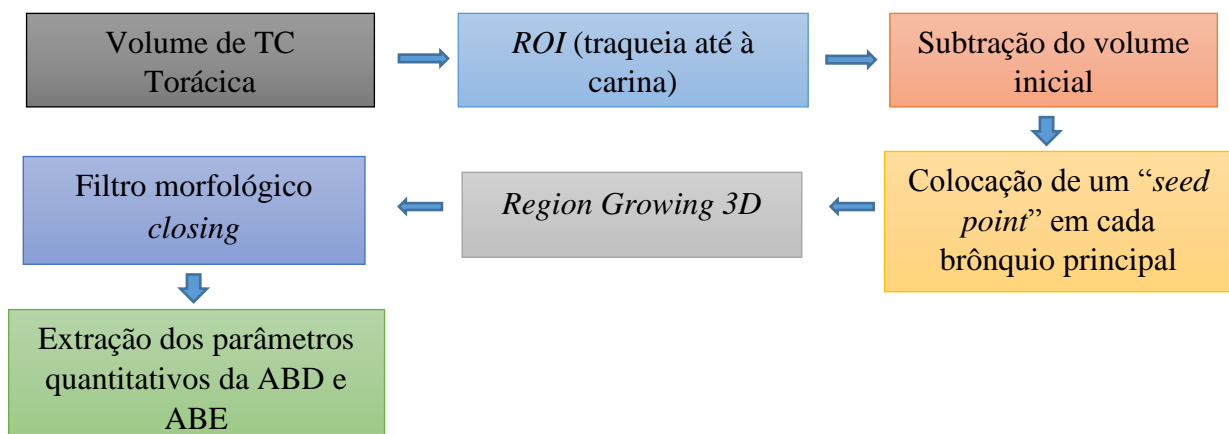 Volume de TC
Torácica
ROI (traqueia até à
carina)
Subtração do volume
inicial
Colocação de um “seed
point” em cada
brônquio principal
Region Growing 3D
Filtro morfológico
closing
Extração dos parâmetros
quantitativos da ABD e
ABE